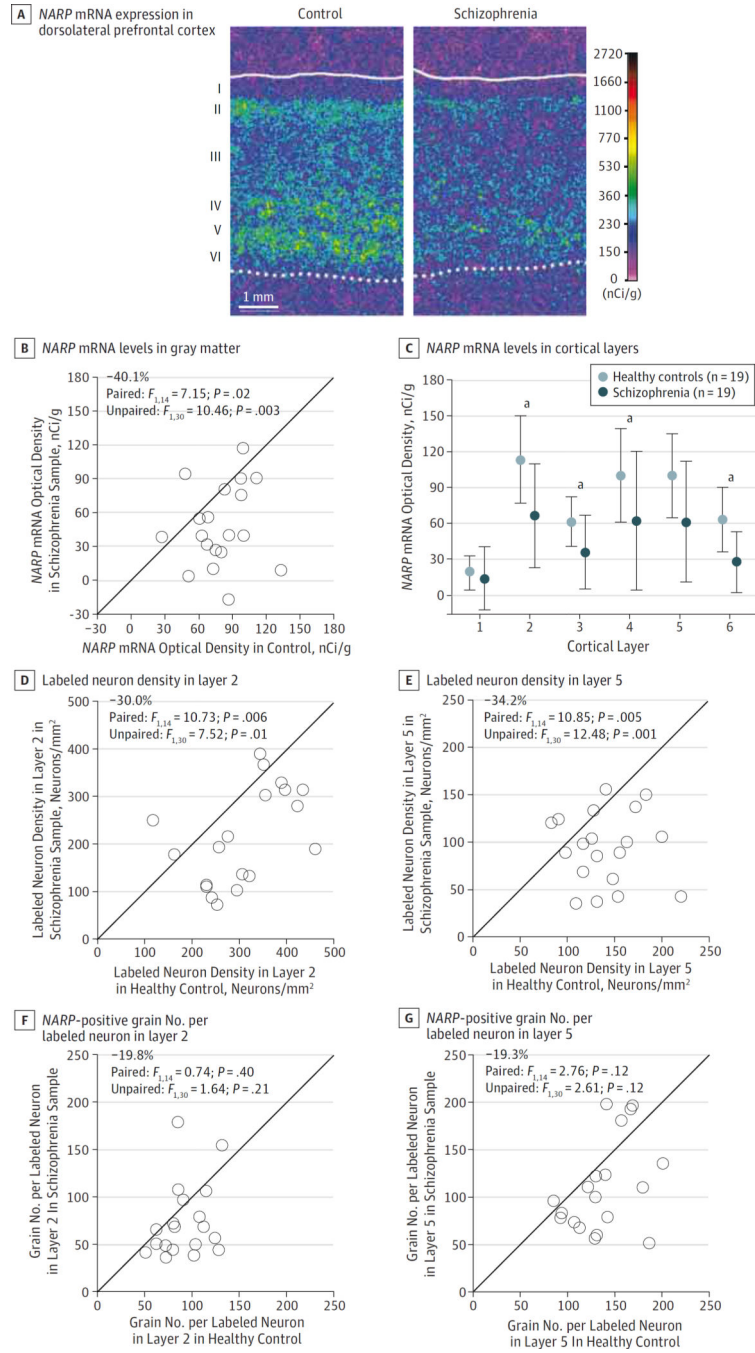 A NARP mRNA expression in
dorsolateral prefrontal cortex
Control
Schizophrenia
I
II
III
IV
V
VI
1 mm
2720
1660
1100
770
530
360
230
150
0
(nCi/g)
B NARP mRNA levels in gray matter
−40.1%
Paired: F1,14 = 7.15; P = .02
Unpaired: F1,30 = 10.46; P = .003
NARP mRNA Optical Density
in Schizophrenia Sample, nCi/g
180
150
120
90
60
30
0
-30
−30 0 30 60 90 120 150 180
NARP mRNA Optical Density in Control, nCi/g
C NARP mRNA levels in cortical layers
Healthy controls (n = 19)
Schizophrenia (n = 19)
NARP mRNA Optical Density, nCi/g
180
150
120
90
60
30
0
a
a
a
a
1 2 3 4 5 6
Cortical Layer
D Labeled neuron density in layer 2
−30.0%
Paired: F1,14 = 10.73; P = .006
Unpaired: F1,30 = 7.52; P = .01
Labeled Neuron Density in Layer 2 in
Schizophrenia Sample, Neurons/mm²
500
400
300
200
100
0
0 100 200 300 400 500
Labeled Neuron Density in Layer 2
in Healthy Control, Neurons/mm²
E Labeled neuron density in layer 5
−34.2%
Paired: F1,14 = 10.85; P = .005
Unpaired: F1,30 = 12.48; P = .001
Labeled Neuron Density in Layer 5 in
Schizophrenia Sample, Neurons/mm²
250
200
150
100
50
0
0 50 100 150 200 250
Labeled Neuron Density in Layer 5
in Healthy Control, Neurons/mm²
F NARP-positive grain No. per
labeled neuron in layer 2
−19.8%
Paired: F1,14 = 0.74; P = .40
Unpaired: F1,30 = 1.64; P = .21
Grain No. per Labeled Neuron
in Layer 2 In Schizophrenia Sample
250
200
150
100
50
0
0 50 100 150 200 250
Grain No. per Labeled Neuron
in Layer 2 in Healthy Control
G NARP-positive grain No. per
labeled neuron in layer 5
−19.3%
Paired: F1,14 = 2.76; P = .12
Unpaired: F1,30 = 2.61; P = .12
Grain No. per Labeled Neuron
in Layer 5 in Schizophrenia Sample
250
200
150
100
50
0
0 50 100 150 200 250
Grain No. per Labeled Neuron
in Layer 5 In Healthy Control